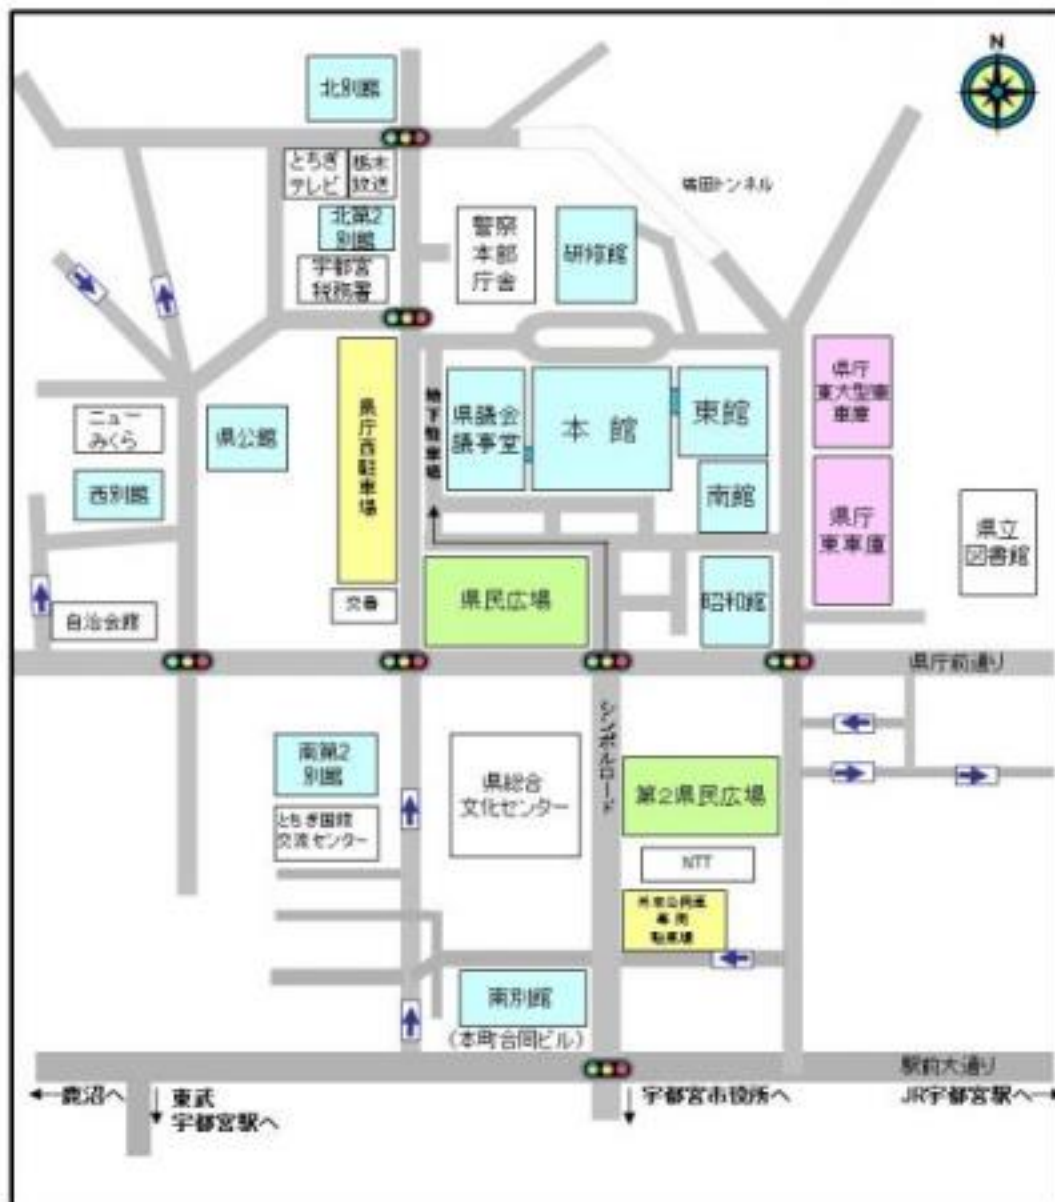 N
北別館
とちぎ
テレビ
栃木
放送
北第2
別館
宇都宮
税務署
警察
本部
庁舎
研修館
トンネル
県庁西駐車場
地下駐車場
県議会
議事堂
本館
東館
南館
県庁
東大型車
車庫
県庁
東車庫
県立
図書館
ニュー
みくら
県公館
西別館
自治会館
交番
県民広場
昭和館
県庁前通り
シンボルロード
南第2
別館
とちぎ国際
交流センター
県総合
文化センター
第2県民広場
NTT
専用
駐車場
南別館
(本町合同ビル)
駅前大通り
←鹿沼へ
東武
宇都宮駅へ
宇都宮市役所へ
JR宇都宮駅へ→